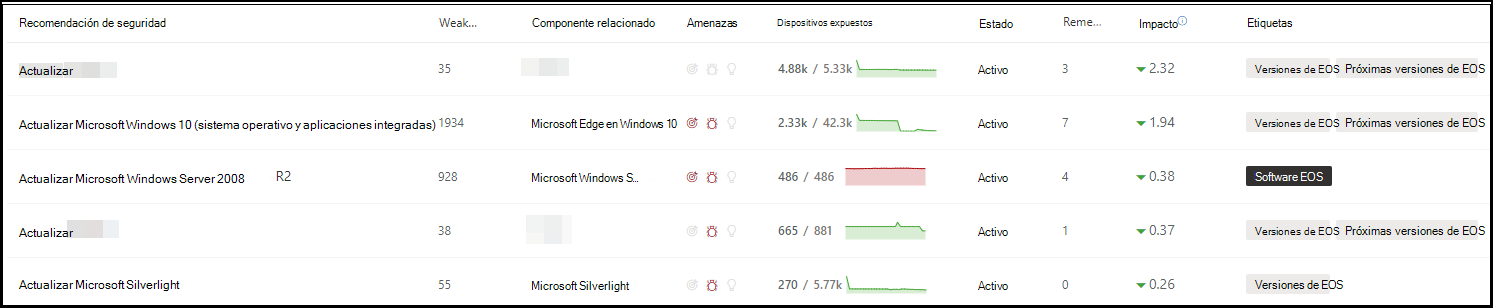 Recomendación de seguridad Weak... Componente relacionado Amenazas Dispositivos expuestos Estado Reme... Impacto Etiquetas
Actualizar 35 4.88k / 5.33k Activo 3 2.32 Versiones de EOS Próximas versiones de EOS
Actualizar Microsoft Windows 10 (sistema operativo y aplicaciones integradas) 1934 Microsoft Edge en Windows 10 2.33k / 42.3k Activo 7 1.94 Versiones de EOS Próximas versiones de EOS
Actualizar Microsoft Windows Server 2008 R2 928 Microsoft Windows S... 486 / 486 Activo 4 0.38 Software EOS
Actualizar 38 665 / 881 Activo 1 0.37 Versiones de EOS Próximas versiones de EOS
Actualizar Microsoft Silverlight 55 Microsoft Silverlight 270 / 5.77k Activo 0 0.26 Versiones de EOS